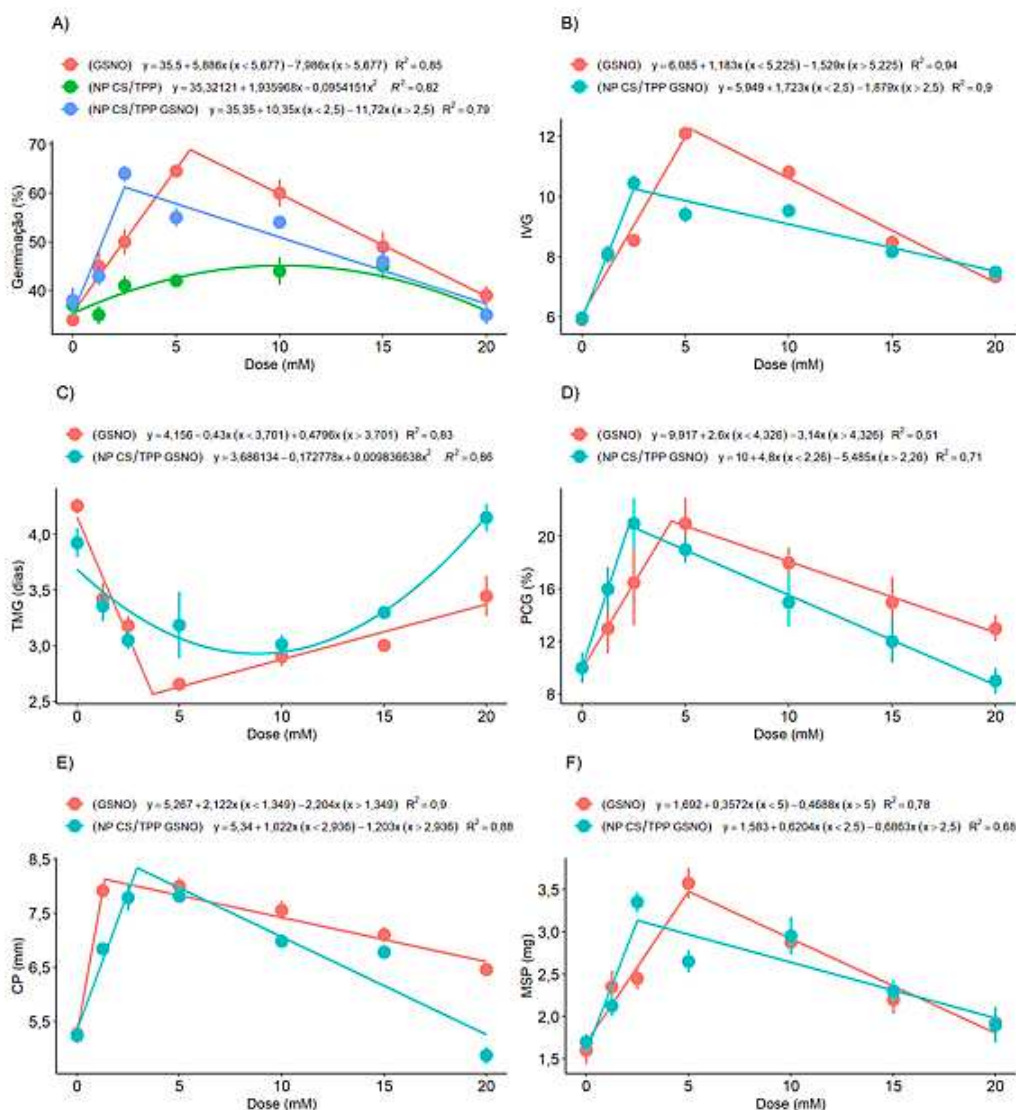 A)
(GSNO) y = 35,5 + 5,886x (x < 5,677) − 7,986x (x > 5,677) R² = 0,85
(NP CS/TPP) y = 35,32121 + 1,935968x − 0,0954151x² R² = 0,62
(NP CS/TPP GSNO) y = 35,35 + 10,35x (x < 2,5) − 11,72x (x > 2,5) R² = 0,79
70
60
50
40
Germinação (%)
0 5 10 15 20
Dose (mM)
B)
(GSNO) y = 6,085 + 1,183x (x < 5,225) − 1,529x (x > 5,225) R² = 0,94
(NP CS/TPP GSNO) y = 5,949 + 1,723x (x < 2,5) − 1,879x (x > 2,5) R² = 0,9
12
10
8
6
IVG
0 5 10 15 20
Dose (mM)
C)
(GSNO) y = 4,156 − 0,43x (x < 3,701) + 0,4796x (x > 3,701) R² = 0,83
(NP CS/TPP GSNO) y = 3,686134 − 0,172778x + 0,009836638x² R² = 0,86
4,0
3,5
3,0
2,5
TMG (dias)
0 5 10 15 20
Dose (mM)
D)
(GSNO) y = 9,917 + 2,6x (x < 4,326) − 3,14x (x > 4,326) R² = 0,51
(NP CS/TPP GSNO) y = 10 + 4,8x (x < 2,26) − 5,485x (x > 2,26) R² = 0,71
20
16
12
8
PCG (%)
0 5 10 15 20
Dose (mM)
E)
(GSNO) y = 5,267 + 2,122x (x < 1,349) − 2,204x (x > 1,349) R² = 0,9
(NP CS/TPP GSNO) y = 5,34 + 1,022x (x < 2,936) − 1,203x (x > 2,936) R² = 0,88
8,5
7,5
6,5
5,5
CP (mm)
0 5 10 15 20
Dose (mM)
F)
(GSNO) y = 1,692 + 0,3572x (x < 5) − 0,4688x (x > 5) R² = 0,78
(NP CS/TPP GSNO) y = 1,583 + 0,6204x (x < 2,5) − 0,6863x (x > 2,5) R² = 0,68
3,5
3,0
2,5
2,0
1,5
MSP (mg)
0 5 10 15 20
Dose (mM)